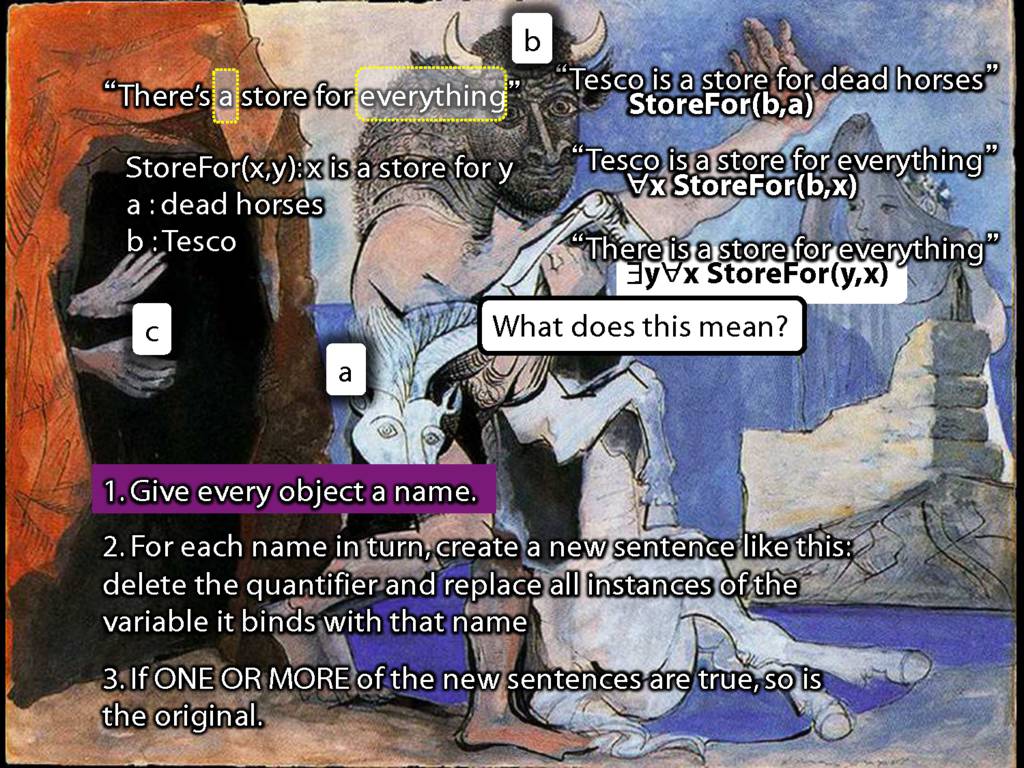 b
“There’s a store for everything”
StoreFor(x,y): x is a store for y
a : dead horses
b : Tesco
“Tesco is a store for dead horses”
StoreFor(b,a)
“Tesco is a store for everything”
∀x StoreFor(b,x)
“There is a store for everything”
∃y∀x StoreFor(y,x)
What does this mean?
c
a
1. Give every object a name.
2. For each name in turn, create a new sentence like this:
delete the quantifier and replace all instances of the
variable it binds with that name
3. If ONE OR MORE of the new sentences are true, so is
the original.